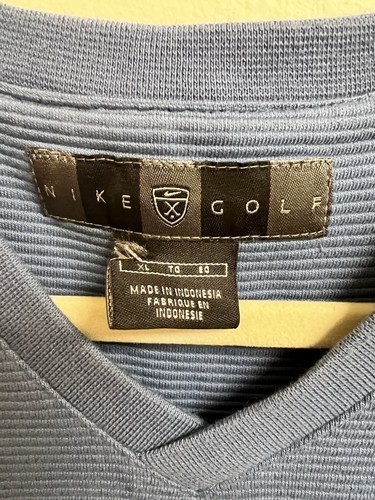 NIKE GOLF
XL TG EG
MADE IN INDONESIA
FABRIQUE EN
INDONESIE